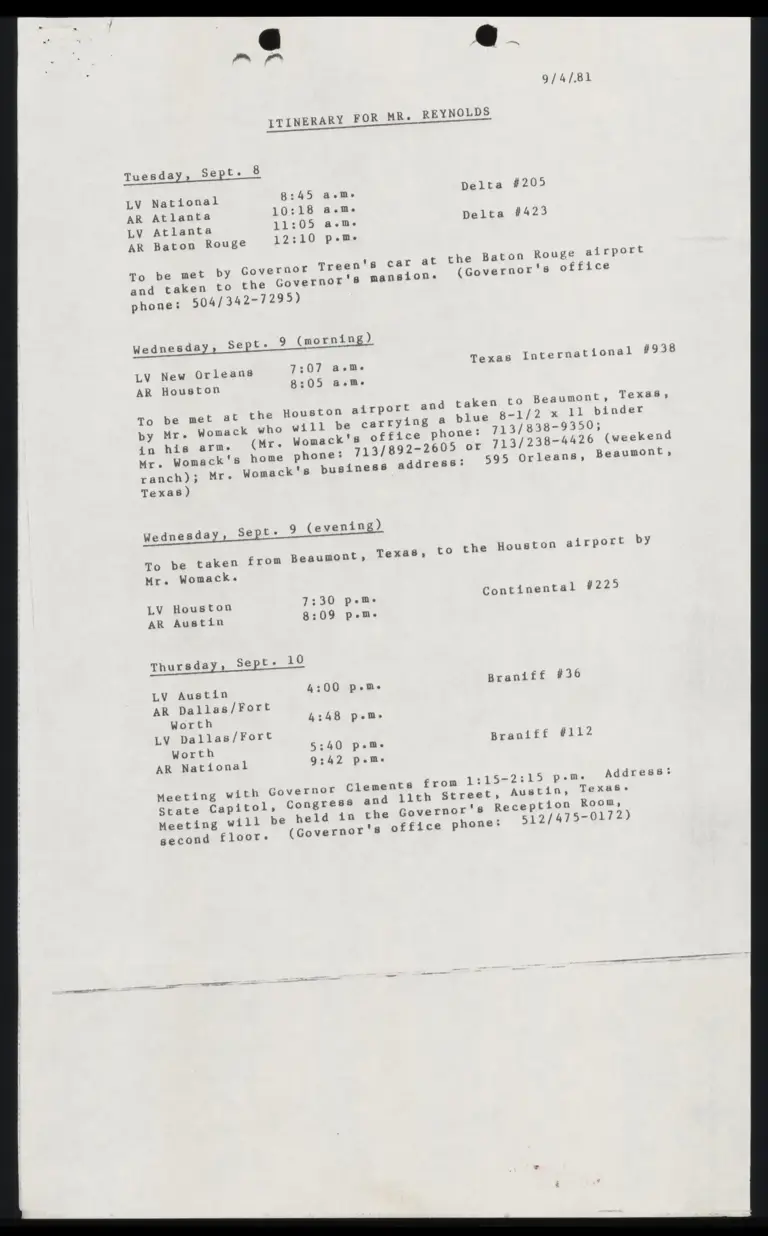 9/4/81
ITINERARY FOR MR. REYNOLDS
Tuesday, Sept. 8
LV National 8:45 a.m. Delta #205
AR Atlanta 10:18 a.m.
LV Atlanta 11:05 a.m. Delta #423
AR Baton Rouge 12:10 p.m.
To be met by Governor Treen's car at the Baton Rouge airport
and taken to the Governor's mansion. (Governor's office
phone: 504/342-7295)
Wednesday, Sept. 9 (morning)
LV New Orleans 7:07 a.m. Texas International #938
AR Houston 8:05 a.m.
To be met at the Houston airport and taken to Beaumont, Texas,
by Mr. Womack who will be carrying a blue 8-1/2 x 11 binder
in his arm. (Mr. Womack's office phone: 713/838-9350;
Mr. Womack's home phone: 713/892-2605 or 713/238-4426 (weekend
ranch); Mr. Womack's business address: 595 Orleans, Beaumont,
Texas)
Wednesday, Sept. 9 (evening)
To be taken from Beaumont, Texas, to the Houston airport by
Mr. Womack.
LV Houston 7:30 p.m. Continental #225
AR Austin 8:09 p.m.
Thursday, Sept. 10
LV Austin 4:00 p.m. Braniff #36
AR Dallas/Fort
Worth 4:48 p.m.
LV Dallas/Fort
Worth 5:40 p.m. Braniff #112
AR National 9:42 p.m.
Meeting with Governor Clements from 1:15-2:15 p.m. Address:
State Capitol, Congress and 11th Street, Austin, Texas.
Meeting will be held in the Governor's Reception Room,
second floor. (Governor's office phone: 512/475-0172)